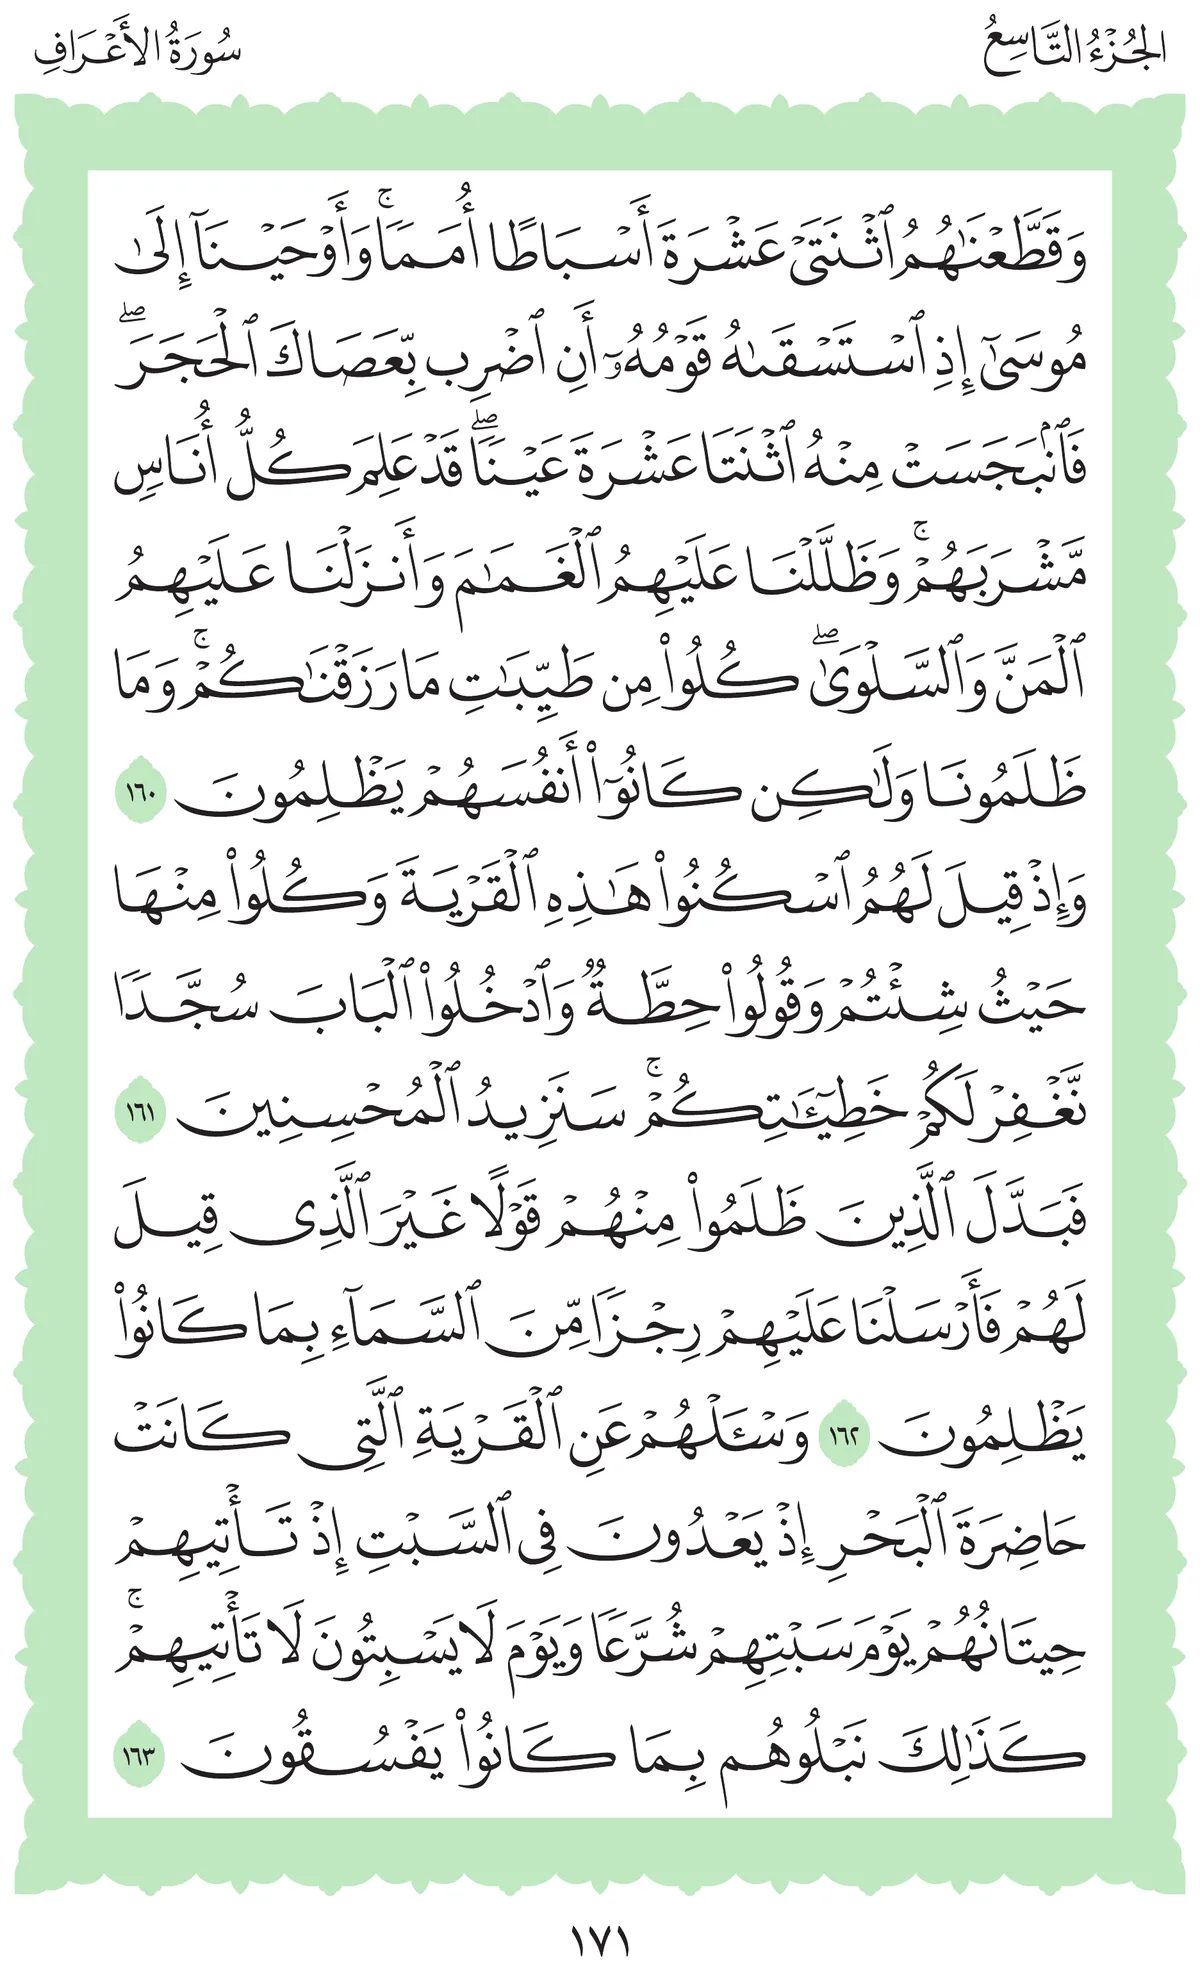 الجُزْءُ التَّاسِعُ
سُورَةُ الأَعْرَافِ
وَقَطَّعْنَٰهُمُ ٱثْنَتَىْ عَشْرَةَ أَسْبَاطًا أُمَمًۭا ۚ وَأَوْحَيْنَآ إِلَىٰ
مُوسَىٰٓ إِذِ ٱسْتَسْقَىٰهُ قَوْمُهُۥٓ أَنِ ٱضْرِب بِّعَصَاكَ ٱلْحَجَرَ ۖ
فَٱنۢبَجَسَتْ مِنْهُ ٱثْنَتَا عَشْرَةَ عَيْنًۭا ۖ قَدْ عَلِمَ كُلُّ أُنَاسٍۢ
مَّشْرَبَهُمْ ۚ وَظَلَّلْنَا عَلَيْهِمُ ٱلْغَمَٰمَ وَأَنزَلْنَا عَلَيْهِمُ
ٱلْمَنَّ وَٱلسَّلْوَىٰ ۖ كُلُوا۟ مِن طَيِّبَٰتِ مَا رَزَقْنَٰكُمْ ۚ وَمَا
ظَلَمُونَا وَلَٰكِن كَانُوٓا۟ أَنفُسَهُمْ يَظْلِمُونَ ١٦٠
وَإِذْ قِيلَ لَهُمُ ٱسْكُنُوا۟ هَٰذِهِ ٱلْقَرْيَةَ وَكُلُوا۟ مِنْهَا
حَيْثُ شِئْتُمْ وَقُولُوا۟ حِطَّةٌۭ وَٱدْخُلُوا۟ ٱلْبَابَ سُجَّدًۭا
نَّغْفِرْ لَكُمْ خَطِيٓـَٰٔتِكُمْ ۚ سَنَزِيدُ ٱلْمُحْسِنِينَ ١٦١
فَبَدَّلَ ٱلَّذِينَ ظَلَمُوا۟ مِنْهُمْ قَوْلًا غَيْرَ ٱلَّذِى قِيلَ
لَهُمْ فَأَرْسَلْنَا عَلَيْهِمْ رِجْزًۭا مِّنَ ٱلسَّمَآءِ بِمَا كَانُوا۟
يَظْلِمُونَ ١٦٢ وَسْـَٔلْهُمْ عَنِ ٱلْقَرْيَةِ ٱلَّتِى كَانَتْ
حَاضِرَةَ ٱلْبَحْرِ إِذْ يَعْدُونَ فِى ٱلسَّبْتِ إِذْ تَأْتِيهِمْ
حِيتَانُهُمْ يَوْمَ سَبْتِهِمْ شُرَّعًۭا وَيَوْمَ لَا يَسْبِتُونَ لَا تَأْتِيهِمْ ۚ
كَذَٰلِكَ نَبْلُوهُم بِمَا كَانُوا۟ يَفْسُقُونَ ١٦٣
١٧١